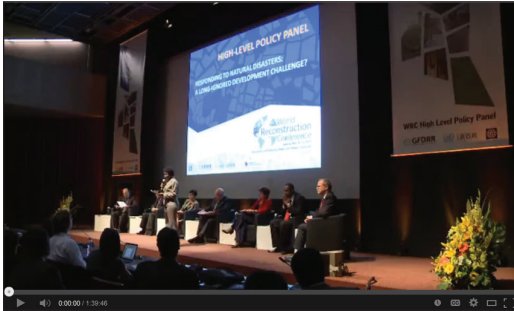 HIGH-LEVEL POLICY PANEL
RESPONDING TO NATURAL DISASTERS:
A LONG-IGNORED DEVELOPMENT CHALLENGE?
World
Reconstruction
Conference
WRC High Level Policy Panel
GFDRR
0:00:00 / 1:39:46